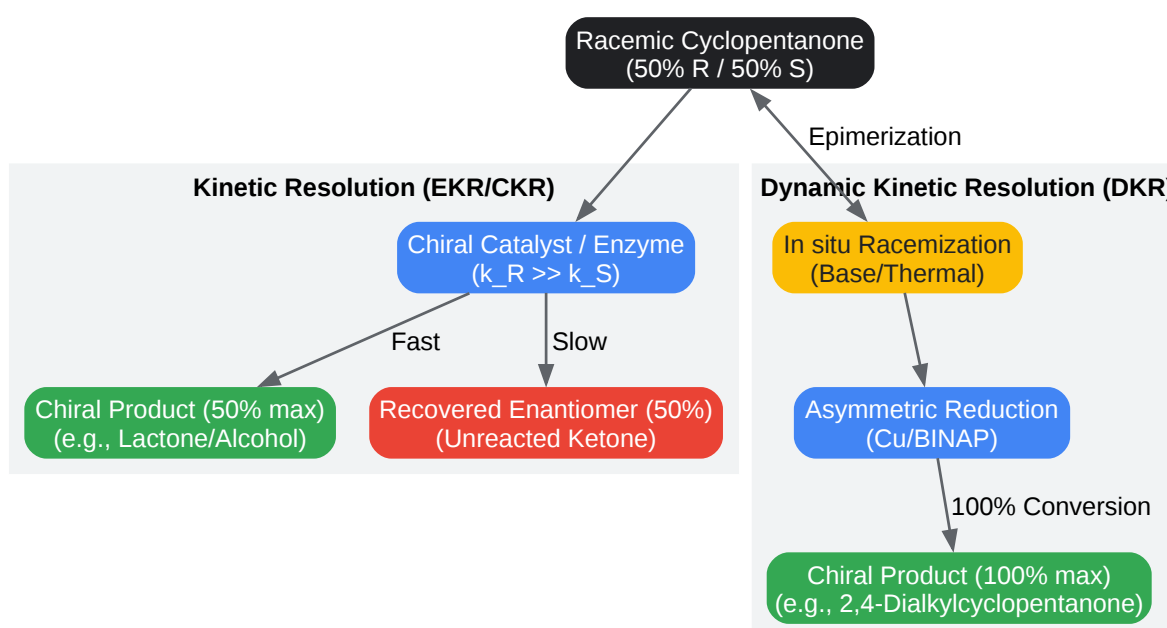 Racemic Cyclopentanone
(50% R / 50% S)
Epimerization
Kinetic Resolution (EKR/CKR)
Dynamic Kinetic Resolution (DKR)
Chiral Catalyst / Enzyme
(k_R >> k_S)
In situ Racemization
(Base/Thermal)
Fast
Slow
Chiral Product (50% max)
(e.g., Lactone/Alcohol)
Recovered Enantiomer (50%)
(Unreacted Ketone)
Asymmetric Reduction
(Cu/BINAP)
100% Conversion
Chiral Product (100% max)
(e.g., 2,4-Dialkylcyclopentanone)